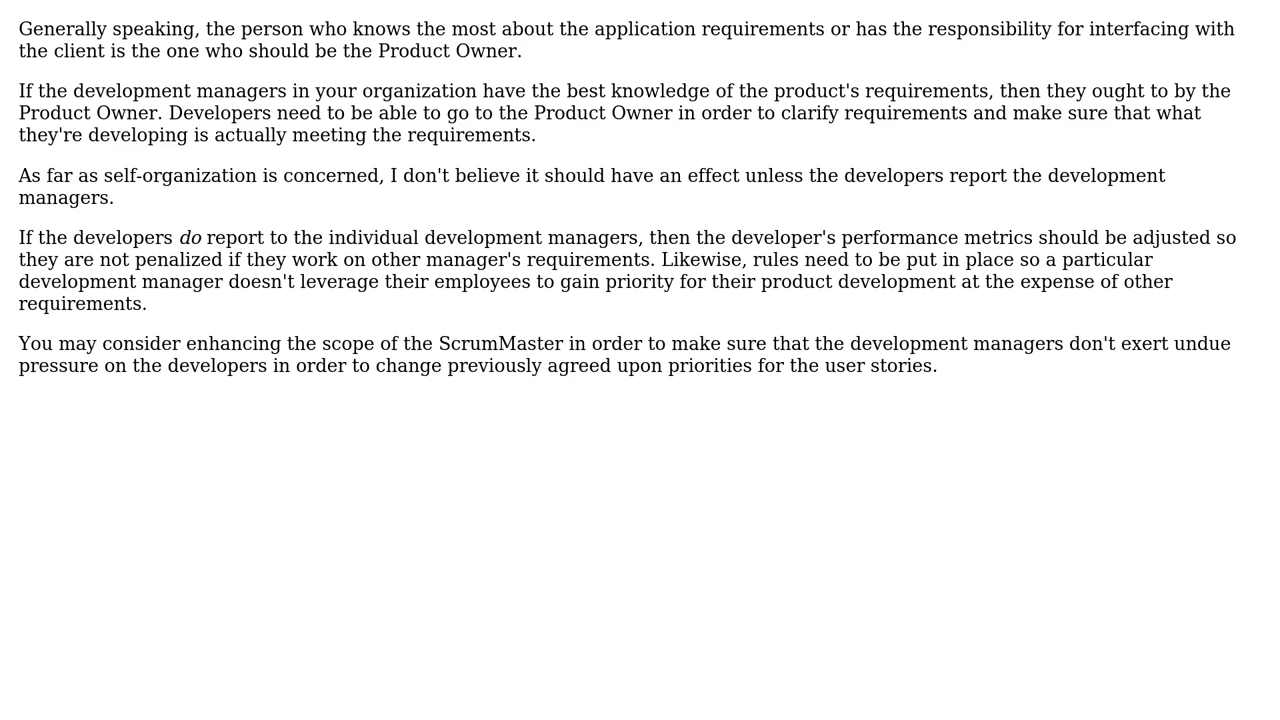 Generally speaking, the person who knows the most about the application requirements or has the responsibility for interfacing with
the client is the one who should be the Product Owner.
If the development managers in your organization have the best knowledge of the product's requirements, then they ought to by the
Product Owner. Developers need to be able to go to the Product Owner in order to clarify requirements and make sure that what
they're developing is actually meeting the requirements.
As far as self-organization is concerned, I don't believe it should have an effect unless the developers report the development
managers.
If the developers do report to the individual development managers, then the developer's performance metrics should be adjusted so
they are not penalized if they work on other manager's requirements. Likewise, rules need to be put in place so a particular
development manager doesn't leverage their employees to gain priority for their product development at the expense of other
requirements.
You may consider enhancing the scope of the ScrumMaster in order to make sure that the development managers don't exert undue
pressure on the developers in order to change previously agreed upon priorities for the user stories.